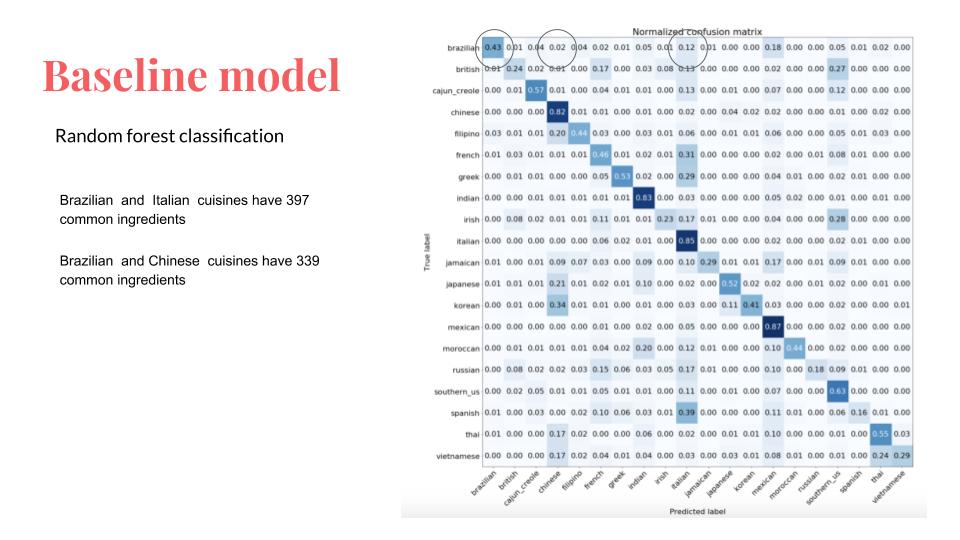 Baseline model
Random forest classification
Brazilian and Italian cuisines have 397
common ingredients
Brazilian and Chinese cuisines have 339
common ingredients
Normalized confusion matrix
True label
brazilian 0.43 0.01 0.04 0.02 0.04 0.02 0.01 0.05 0.01 0.12 0.01 0.00 0.00 0.18 0.00 0.00 0.05 0.01 0.02 0.00
british 0.01 0.24 0.02 0.01 0.00 0.17 0.00 0.03 0.08 0.13 0.00 0.00 0.00 0.02 0.00 0.00 0.27 0.00 0.00 0.00
cajun_creole 0.00 0.01 0.57 0.01 0.00 0.04 0.01 0.01 0.00 0.13 0.00 0.01 0.00 0.07 0.00 0.00 0.12 0.00 0.00 0.00
chinese 0.00 0.00 0.00 0.82 0.01 0.01 0.00 0.01 0.00 0.02 0.00 0.04 0.02 0.02 0.00 0.00 0.01 0.00 0.02 0.00
filipino 0.03 0.01 0.01 0.20 0.44 0.03 0.00 0.03 0.01 0.06 0.01 0.01 0.01 0.06 0.01 0.00 0.05 0.01 0.03 0.00
french 0.01 0.03 0.01 0.01 0.01 0.46 0.01 0.02 0.01 0.31 0.00 0.00 0.00 0.02 0.00 0.01 0.08 0.01 0.00 0.00
greek 0.00 0.01 0.01 0.00 0.00 0.05 0.53 0.02 0.00 0.29 0.00 0.00 0.00 0.04 0.01 0.00 0.02 0.01 0.00 0.00
indian 0.00 0.00 0.00 0.01 0.00 0.01 0.01 0.83 0.00 0.03 0.00 0.01 0.00 0.05 0.02 0.00 0.01 0.00 0.01 0.00
irish 0.00 0.08 0.02 0.01 0.01 0.11 0.01 0.01 0.23 0.17 0.01 0.00 0.00 0.04 0.00 0.00 0.28 0.00 0.00 0.00
italian 0.00 0.00 0.00 0.00 0.00 0.06 0.02 0.01 0.00 0.85 0.00 0.00 0.00 0.02 0.00 0.00 0.02 0.01 0.00 0.00
jamaican 0.01 0.01 0.01 0.09 0.07 0.03 0.00 0.09 0.00 0.10 0.29 0.01 0.00 0.17 0.01 0.00 0.09 0.01 0.01 0.00
japanese 0.01 0.01 0.01 0.21 0.01 0.02 0.01 0.10 0.00 0.02 0.00 0.52 0.02 0.02 0.00 0.01 0.02 0.00 0.01 0.00
korean 0.00 0.01 0.00 0.34 0.01 0.01 0.00 0.01 0.00 0.02 0.00 0.11 0.41 0.03 0.00 0.00 0.02 0.00 0.00 0.01
mexican 0.00 0.00 0.00 0.00 0.00 0.01 0.00 0.02 0.00 0.05 0.00 0.00 0.00 0.87 0.00 0.00 0.02 0.00 0.00 0.00
moroccan 0.00 0.01 0.01 0.01 0.00 0.04 0.02 0.20 0.00 0.12 0.01 0.00 0.00 0.10 0.44 0.00 0.02 0.00 0.00 0.00
russian 0.00 0.08 0.02 0.02 0.03 0.15 0.06 0.03 0.05 0.17 0.01 0.01 0.00 0.10 0.00 0.18 0.09 0.01 0.00 0.00
southern_us 0.00 0.02 0.05 0.01 0.01 0.05 0.01 0.01 0.00 0.11 0.00 0.01 0.00 0.07 0.00 0.00 0.63 0.00 0.00 0.00
spanish 0.01 0.00 0.03 0.00 0.02 0.10 0.06 0.03 0.01 0.39 0.00 0.00 0.00 0.11 0.01 0.00 0.06 0.16 0.01 0.00
thai 0.01 0.00 0.00 0.17 0.02 0.00 0.00 0.06 0.00 0.02 0.01 0.02 0.01 0.10 0.00 0.00 0.01 0.00 0.55 0.03
vietnamese 0.00 0.00 0.00 0.17 0.02 0.04 0.01 0.04 0.00 0.03 0.00 0.03 0.01 0.08 0.01 0.00 0.01 0.00 0.24 0.29
brazilian british cajun_creole chinese filipino french greek indian irish italian jamaican japanese korean mexican moroccan russian southern_us spanish thai vietnamese
Predicted label